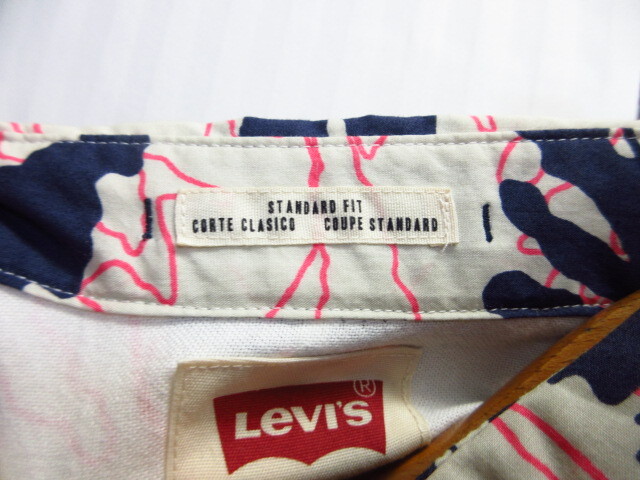 STANDARD FIT
CORTE CLASICO COUPE STANDARD
LEVI'S ®